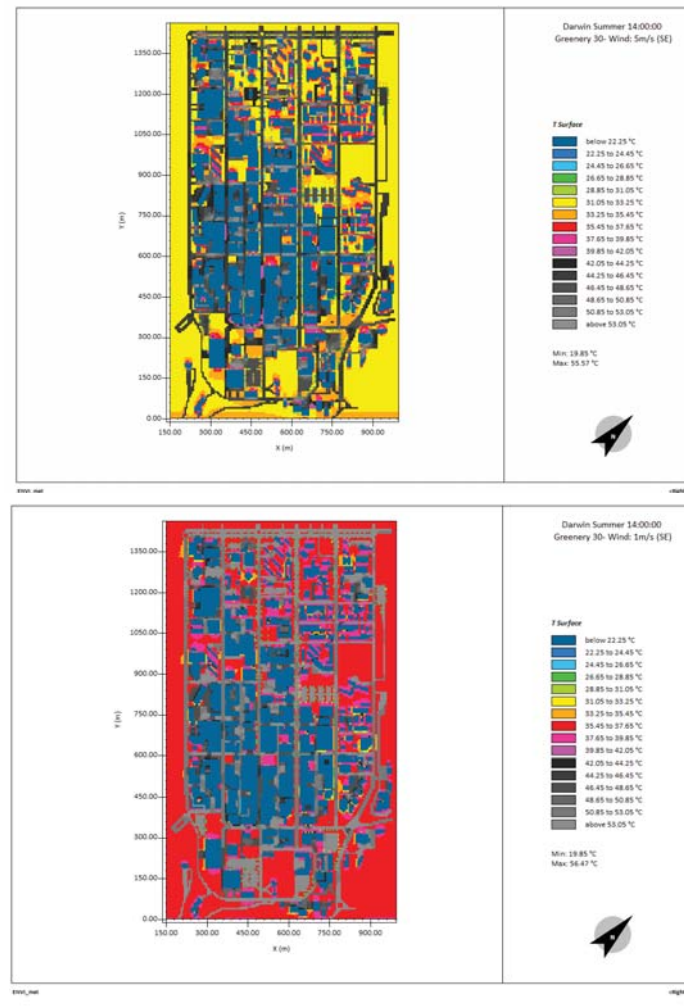 Darwin Summer 14:00:00
Greenery 30- Wind: 5m/s (SE)
T Surface
below 22.25 °C
22.25 to 24.45 °C
24.45 to 26.65 °C
26.65 to 28.85 °C
28.85 to 31.05 °C
31.05 to 33.25 °C
33.25 to 35.45 °C
35.45 to 37.65 °C
37.65 to 39.85 °C
39.85 to 42.05 °C
42.05 to 44.25 °C
44.25 to 46.45 °C
46.45 to 48.65 °C
48.65 to 50.85 °C
50.85 to 53.05 °C
above 53.05 °C
Min: 19.85 °C
Max: 55.57 °C
N
Y (m)
1350.00
1200.00
1050.00
900.00
750.00
600.00
450.00
300.00
150.00
0.00
150.00 300.00 450.00 600.00 750.00 900.00
X (m)
ENVI_met
<Right
Darwin Summer 14:00:00
Greenery 30- Wind: 1m/s (SE)
T Surface
below 22.25 °C
22.25 to 24.45 °C
24.45 to 26.65 °C
26.65 to 28.85 °C
28.85 to 31.05 °C
31.05 to 33.25 °C
33.25 to 35.45 °C
35.45 to 37.65 °C
37.65 to 39.85 °C
39.85 to 42.05 °C
42.05 to 44.25 °C
44.25 to 46.45 °C
46.45 to 48.65 °C
48.65 to 50.85 °C
50.85 to 53.05 °C
above 53.05 °C
Min: 19.85 °C
Max: 56.47 °C
N
Y (m)
1350.00
1200.00
1050.00
900.00
750.00
600.00
450.00
300.00
150.00
0.00
150.00 300.00 450.00 600.00 750.00 900.00
X (m)
ENVI_met
<Right